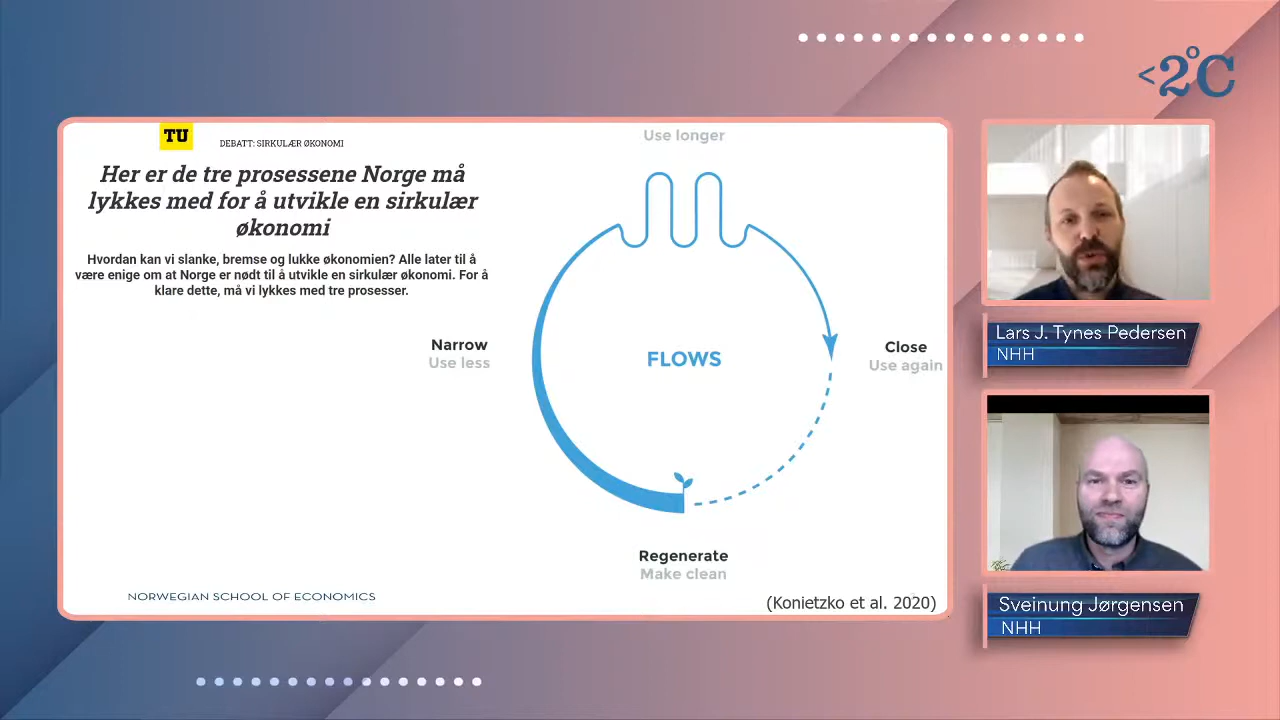 <2°C
TU
DEBATT: SIRKULÆR ØKONOMI
Her er de tre prosessene Norge må
lykkes med for å utvikle en sirkulær
økonomi
Hvordan kan vi slanke, bremse og lukke økonomien? Alle later til å
være enige om at Norge er nødt til å utvikle en sirkulær økonomi. For å
klare dette, må vi lykkes med tre prosesser.
Use longer
Narrow
Use less
FLOWS
Close
Use again
Regenerate
Make clean
NORWEGIAN SCHOOL OF ECONOMICS
(Konietzko et al. 2020)
Lars J. Tynes Pedersen
NHH
Sveinung Jørgensen
NHH